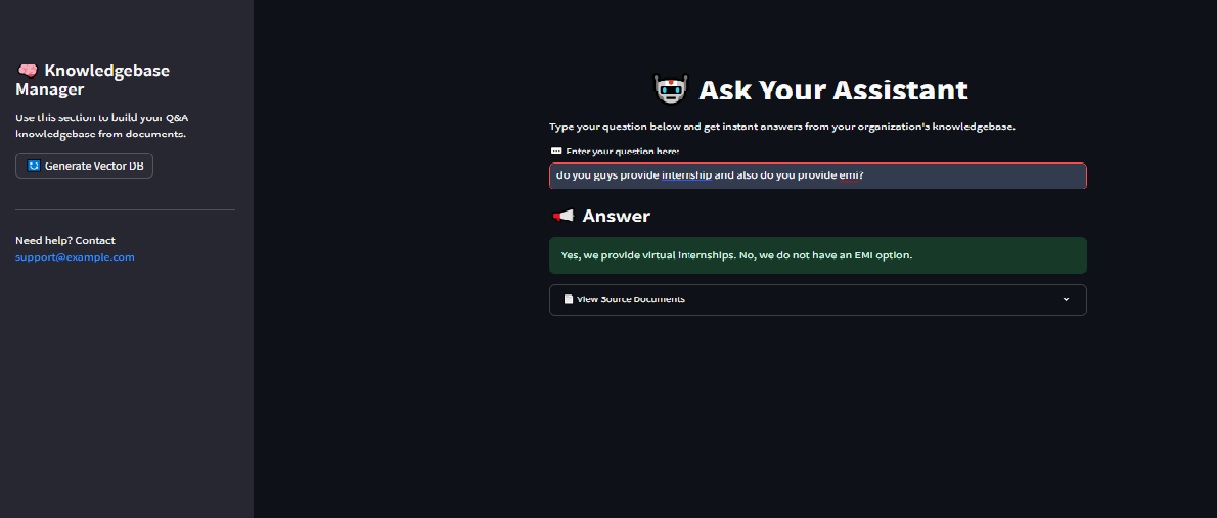 Knowledgebase
Manager
Use this section to build your Q&A
knowledgebase from documents.
Generate Vector DB
Need help? Contact
support@example.com
Ask Your Assistant
Type your question below and get instant answers from your organization's knowledgebase.
Enter your question here:
do you guys provide internship and also do you provide emi?
Answer
Yes, we provide virtual internships. No, we do not have an EMI option.
View Source Documents